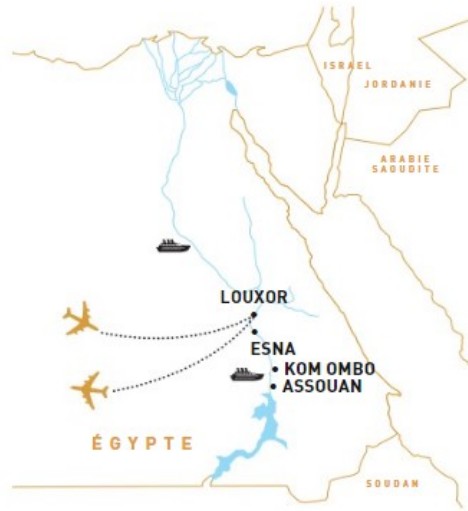 ISRAEL
JORDANIE
ARABIE
SAOUDITE
LOUXOR
ESNA
KOM OMBO
ASSOUAN
ÉGYPTE
SOUDAN